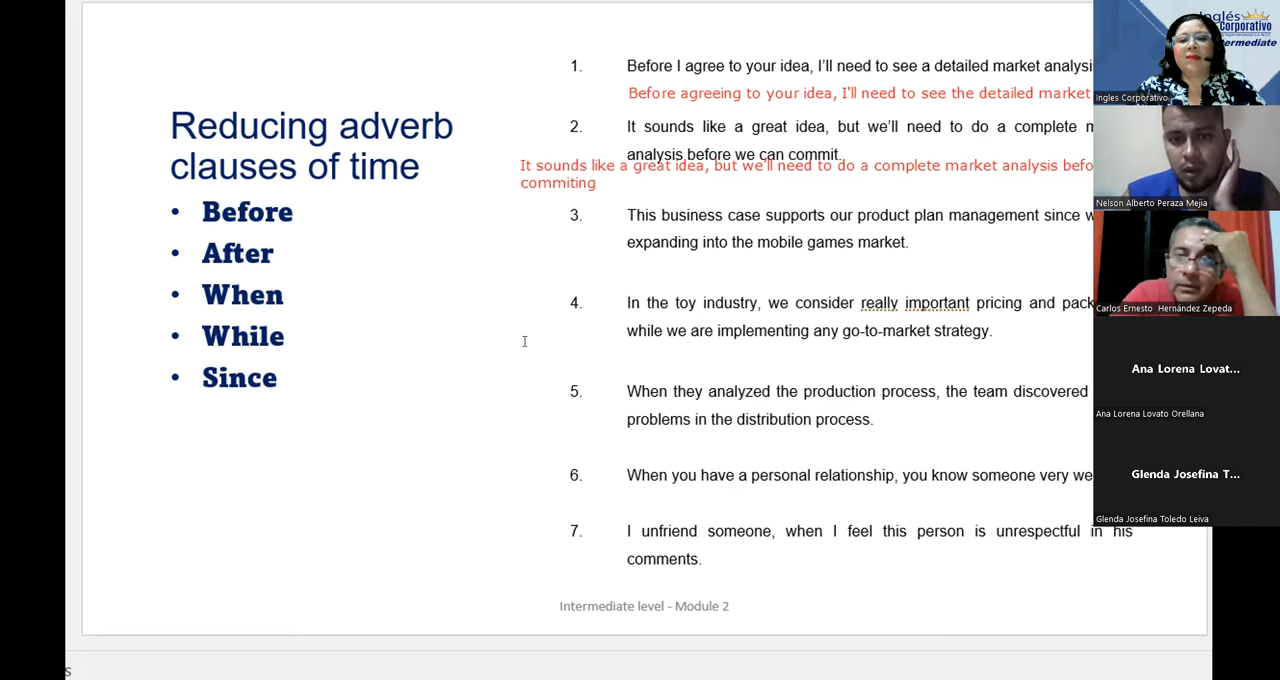 Reducing adverb
clauses of time
• Before
• After
• When
• While
• Since
1. Before I agree to your idea, I'll need to see a detailed market analysi
Before agreeing to your idea, I'll need to see the detailed market
2. It sounds like a great idea, but we'll need to do a complete m
analysis before we can commit.
It sounds like a great idea, but we'll need to do a complete market analysis befo
commiting
3. This business case supports our product plan management since w
expanding into the mobile games market.
4. In the toy industry, we consider really important pricing and pack
while we are implementing any go-to-market strategy.
5. When they analyzed the production process, the team discovered
problems in the distribution process.
6. When you have a personal relationship, you know someone very we
7. I unfriend someone, when I feel this person is unrespectful in his
comments.
Intermediate level - Module 2
s
Inglés
Corporativo
termediate
Ingles Corporativo
Nelson Alberto Peraza Mejia
Carlos Ernesto Hernández Zepeda
Ana Lorena Lovat...
Ana Lorena Lovato Orellana
Glenda Josefina T...
Glenda Josefina Toledo Leiva